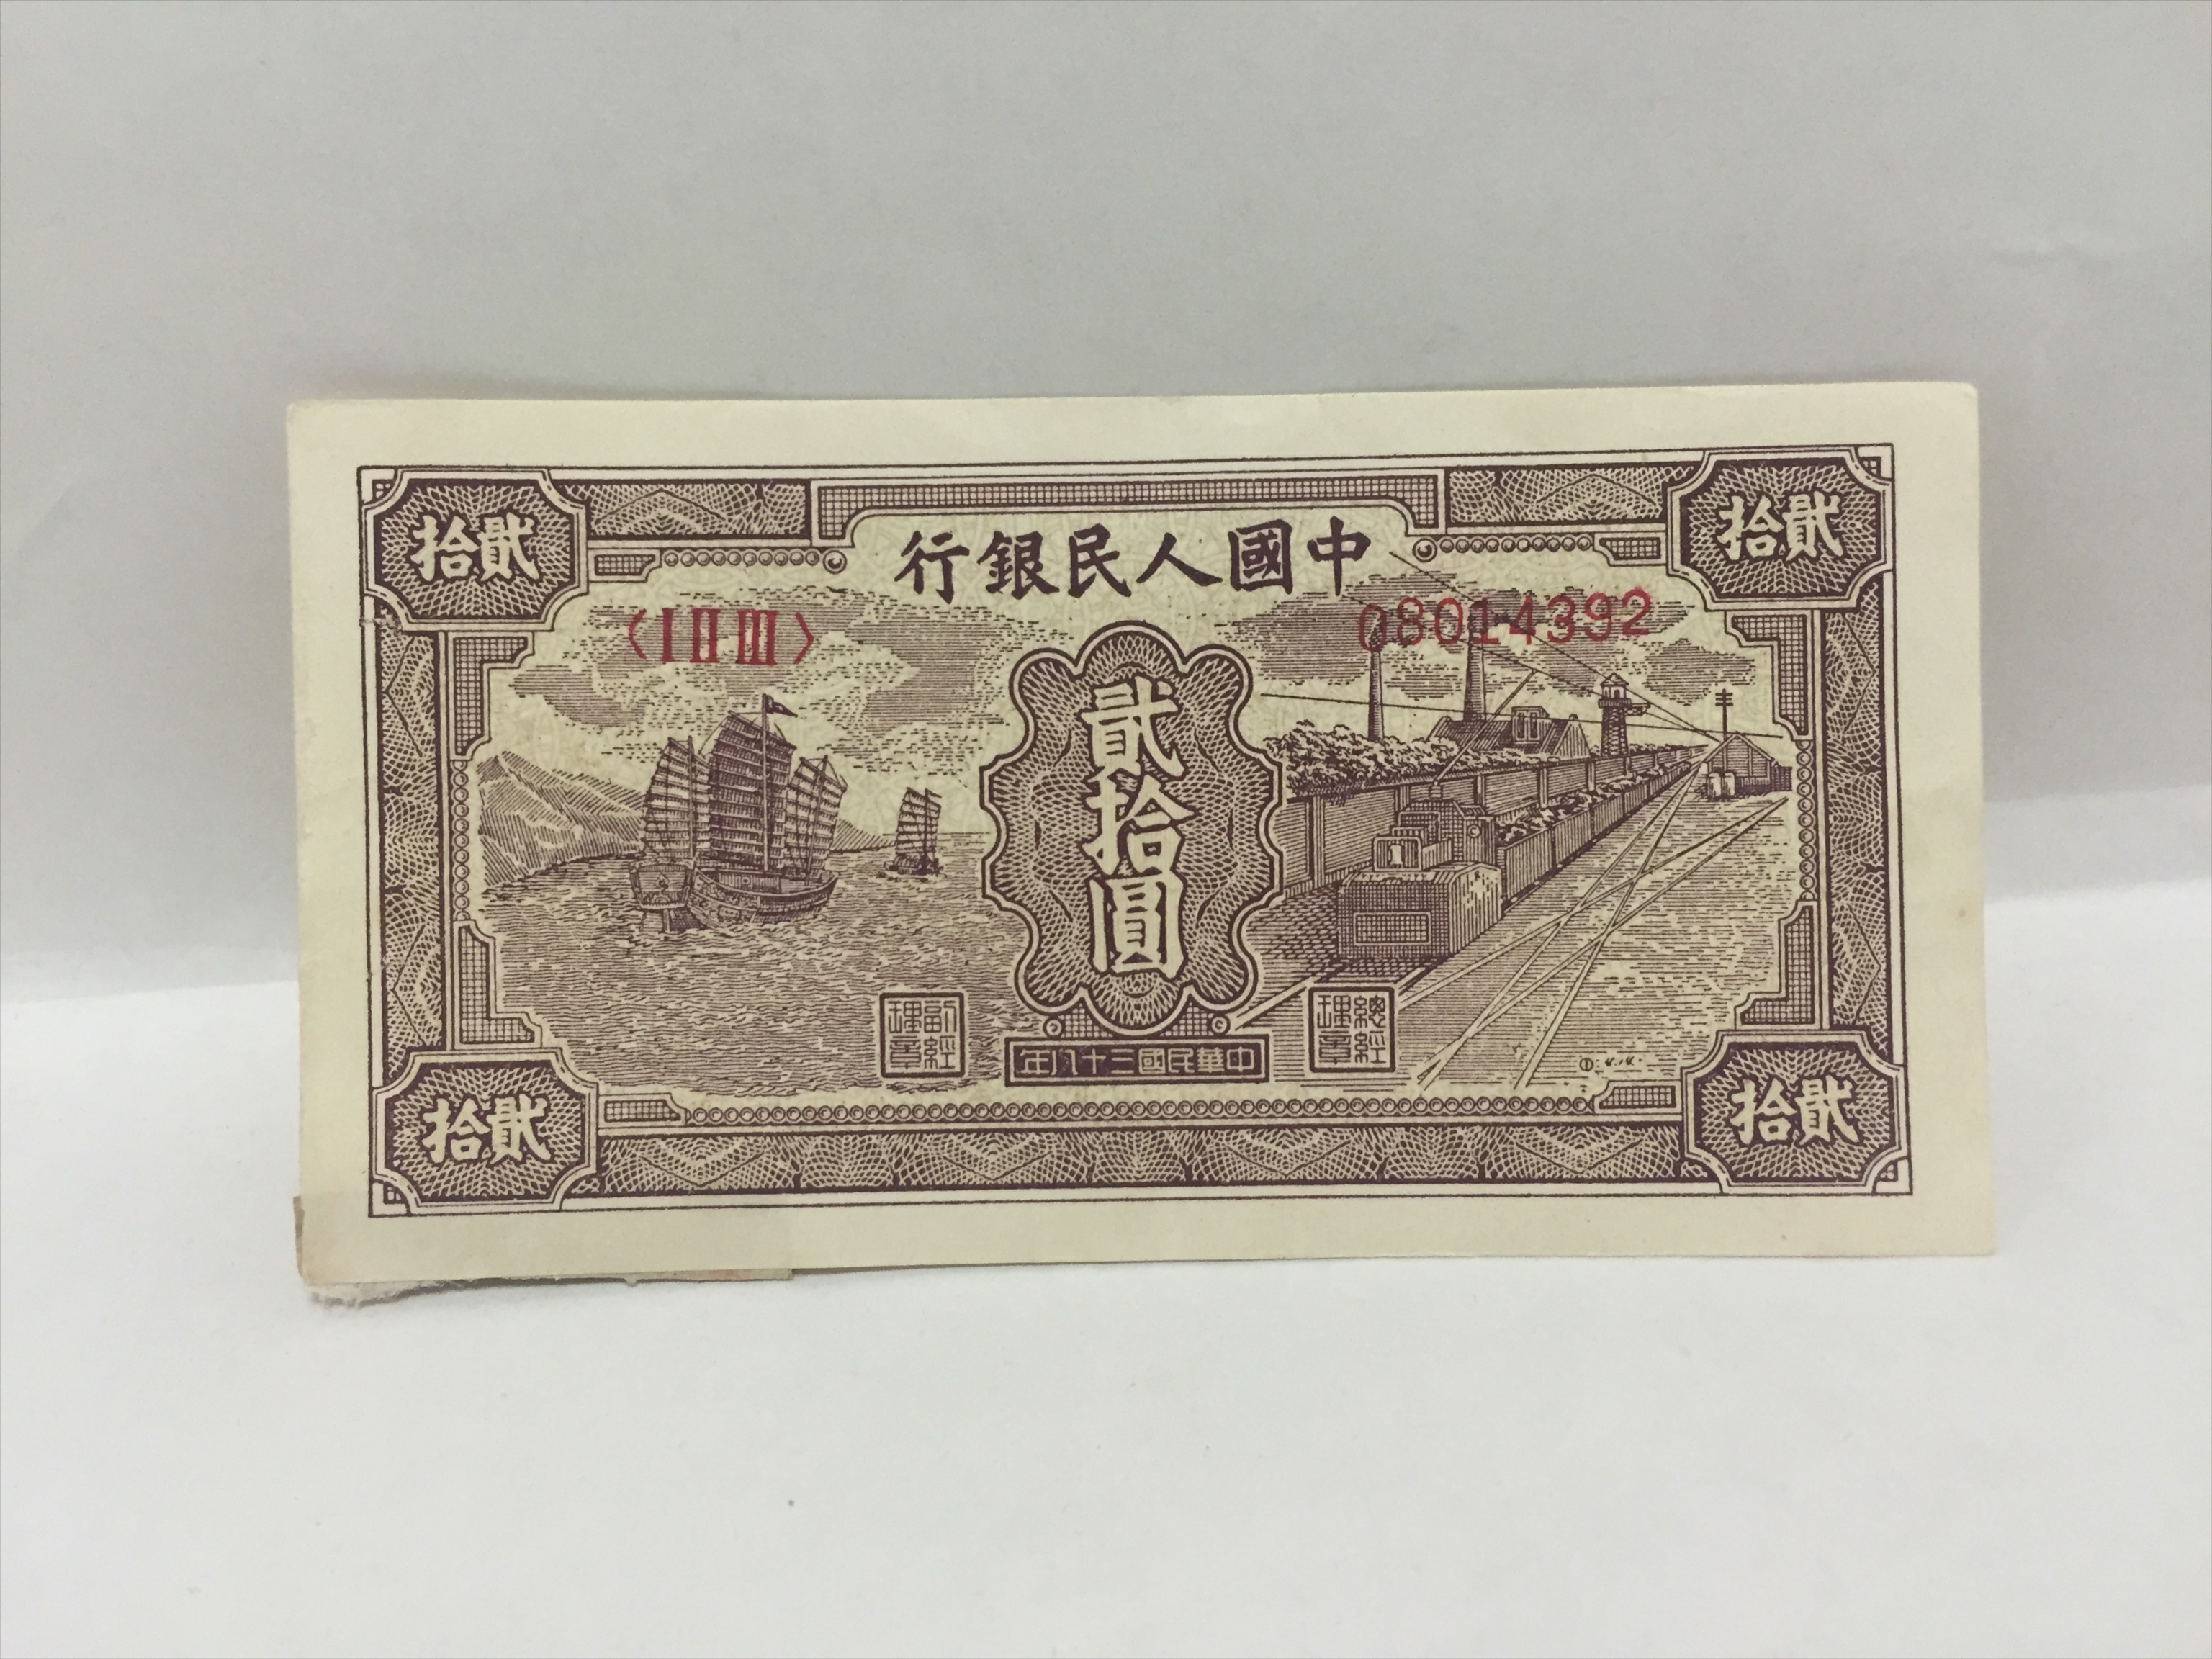 貳拾
貳拾
中國人民銀行
〈I II III〉
08014392
貳拾圓
總經理章
副經理章
中華民國三十八年
貳拾
貳拾